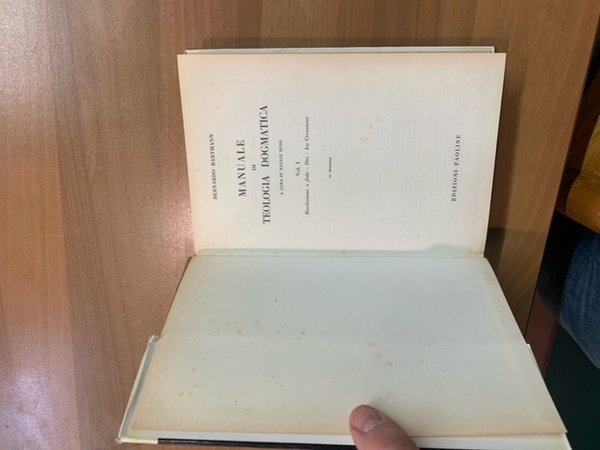 BERNARDO BARTMANN
MANUALE
DI
TEOLOGIA DOGMATICA
A CURA DI NATALE BUSSI
Vol. I
Rivelazione e fede - Dio - La Creazione
EDIZIONI PAOLINE